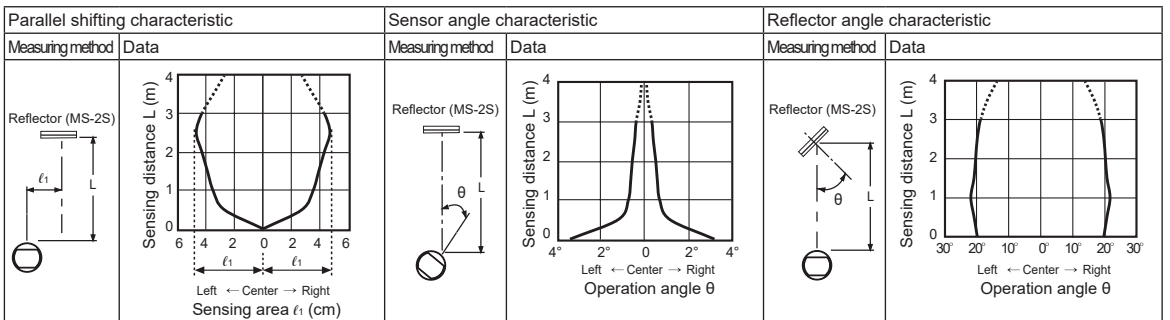 Parallel shifting characteristic
Measuring method
Data
Reflector (MS-2S)
ℓ1
L
Sensing distance L (m)
4
3
2
1
0
6 4 2 0 2 4 6
ℓ1 ℓ1
Left ← Center → Right
Sensing area ℓ1 (cm)
Sensor angle characteristic
Measuring method
Data
Reflector (MS-2S)
θ
L
Sensing distance L (m)
4
3
2
1
0
4° 2° 0 2° 4°
Left ← Center → Right
Operation angle θ
Reflector angle characteristic
Measuring method
Data
Reflector (MS-2S)
θ
L
Sensing distance L (m)
4
3
2
1
0
30° 20° 10° 0° 10° 20° 30°
Left ← Center → Right
Operation angle θ